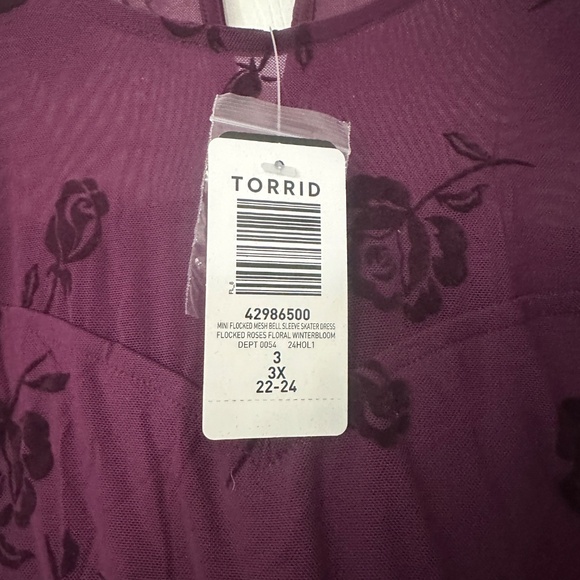 TORRID
42986500
MINI FLOCKED MESH BELL SLEEVE SKATER DRESS
FLOCKED ROSES FLORAL WINTERBLOOM
DEPT 0054 24HOL1
3
3X
22-24